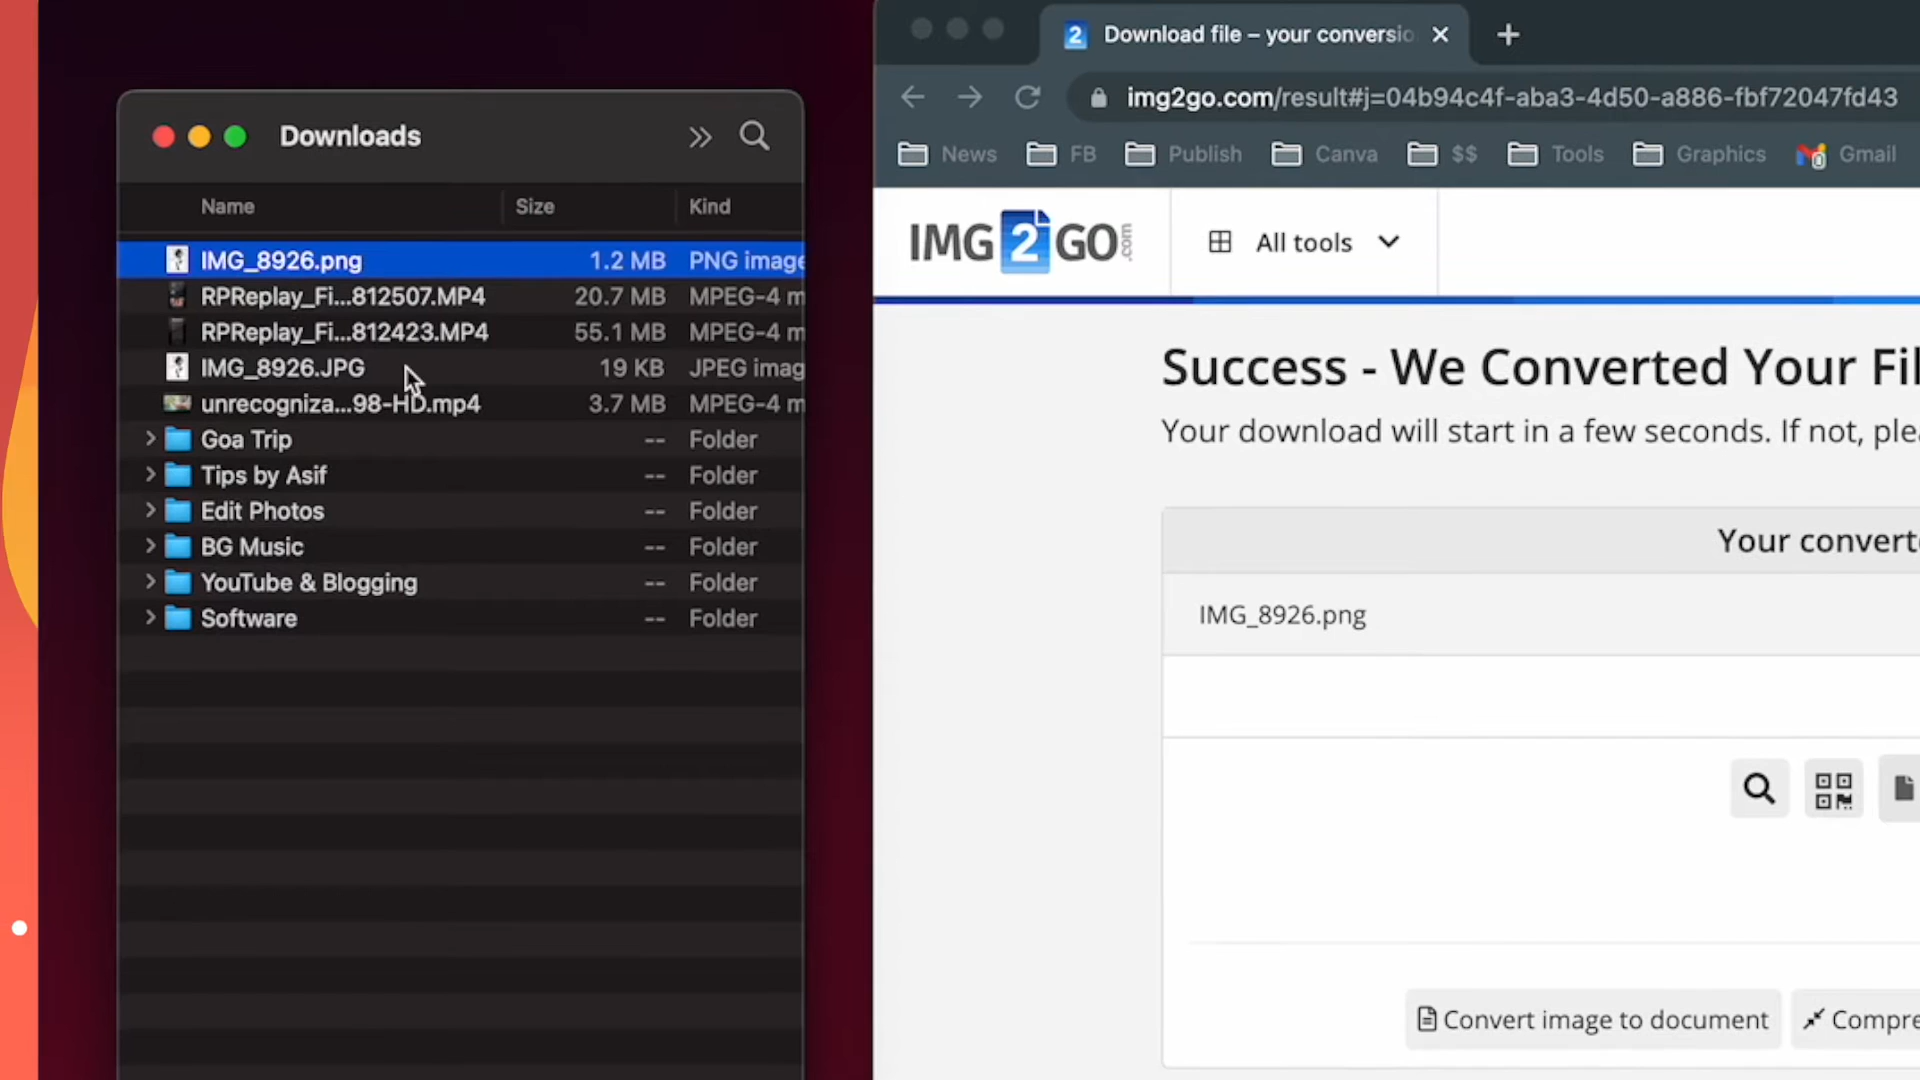 Downloads
Name Size Kind
IMG_8926.png 1.2 MB PNG image
RPReplay_Fi...812507.MP4 20.7 MB MPEG-4 m
RPReplay_Fi...812423.MP4 55.1 MB MPEG-4 m
IMG_8926.JPG 19 KB JPEG imag
unrecogniza...98-HD.mp4 3.7 MB MPEG-4 m
Goa Trip -- Folder
Tips by Asif -- Folder
Edit Photos -- Folder
BG Music -- Folder
YouTube & Blogging -- Folder
Software -- Folder
2 Download file – your conversio
img2go.com/result#j=04b94c4f-aba3-4d50-a886-fbf72047fd43
News FB Publish Canva $$ Tools Graphics Gmail
IMG2GO.com All tools
Success - We Converted Your Fil
Your download will start in a few seconds. If not, ple
Your converte
IMG_8926.png
Convert image to document Compre